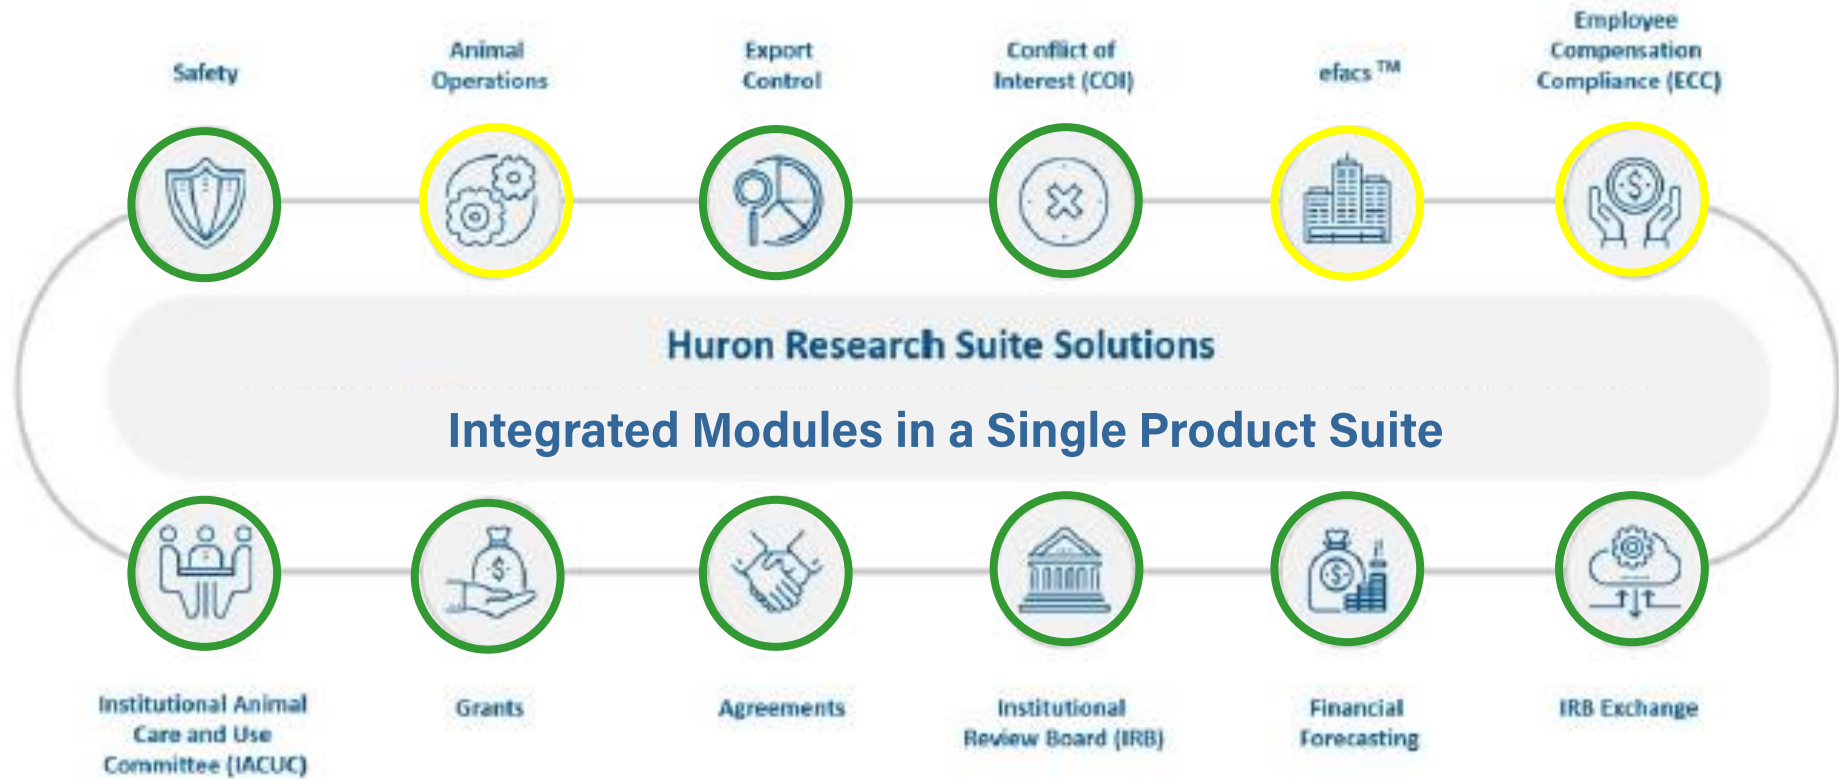 Safety
Animal
Operations
Export
Control
Conflict of
Interest (COI)
efacs™
Employee
Compensation
Compliance (ECC)
Huron Research Suite Solutions
Integrated Modules in a Single Product Suite
Institutional Animal
Care and Use
Committee (IACUC)
Grants
Agreements
Institutional
Review Board (IRB)
Financial
Forecasting
IRB Exchange